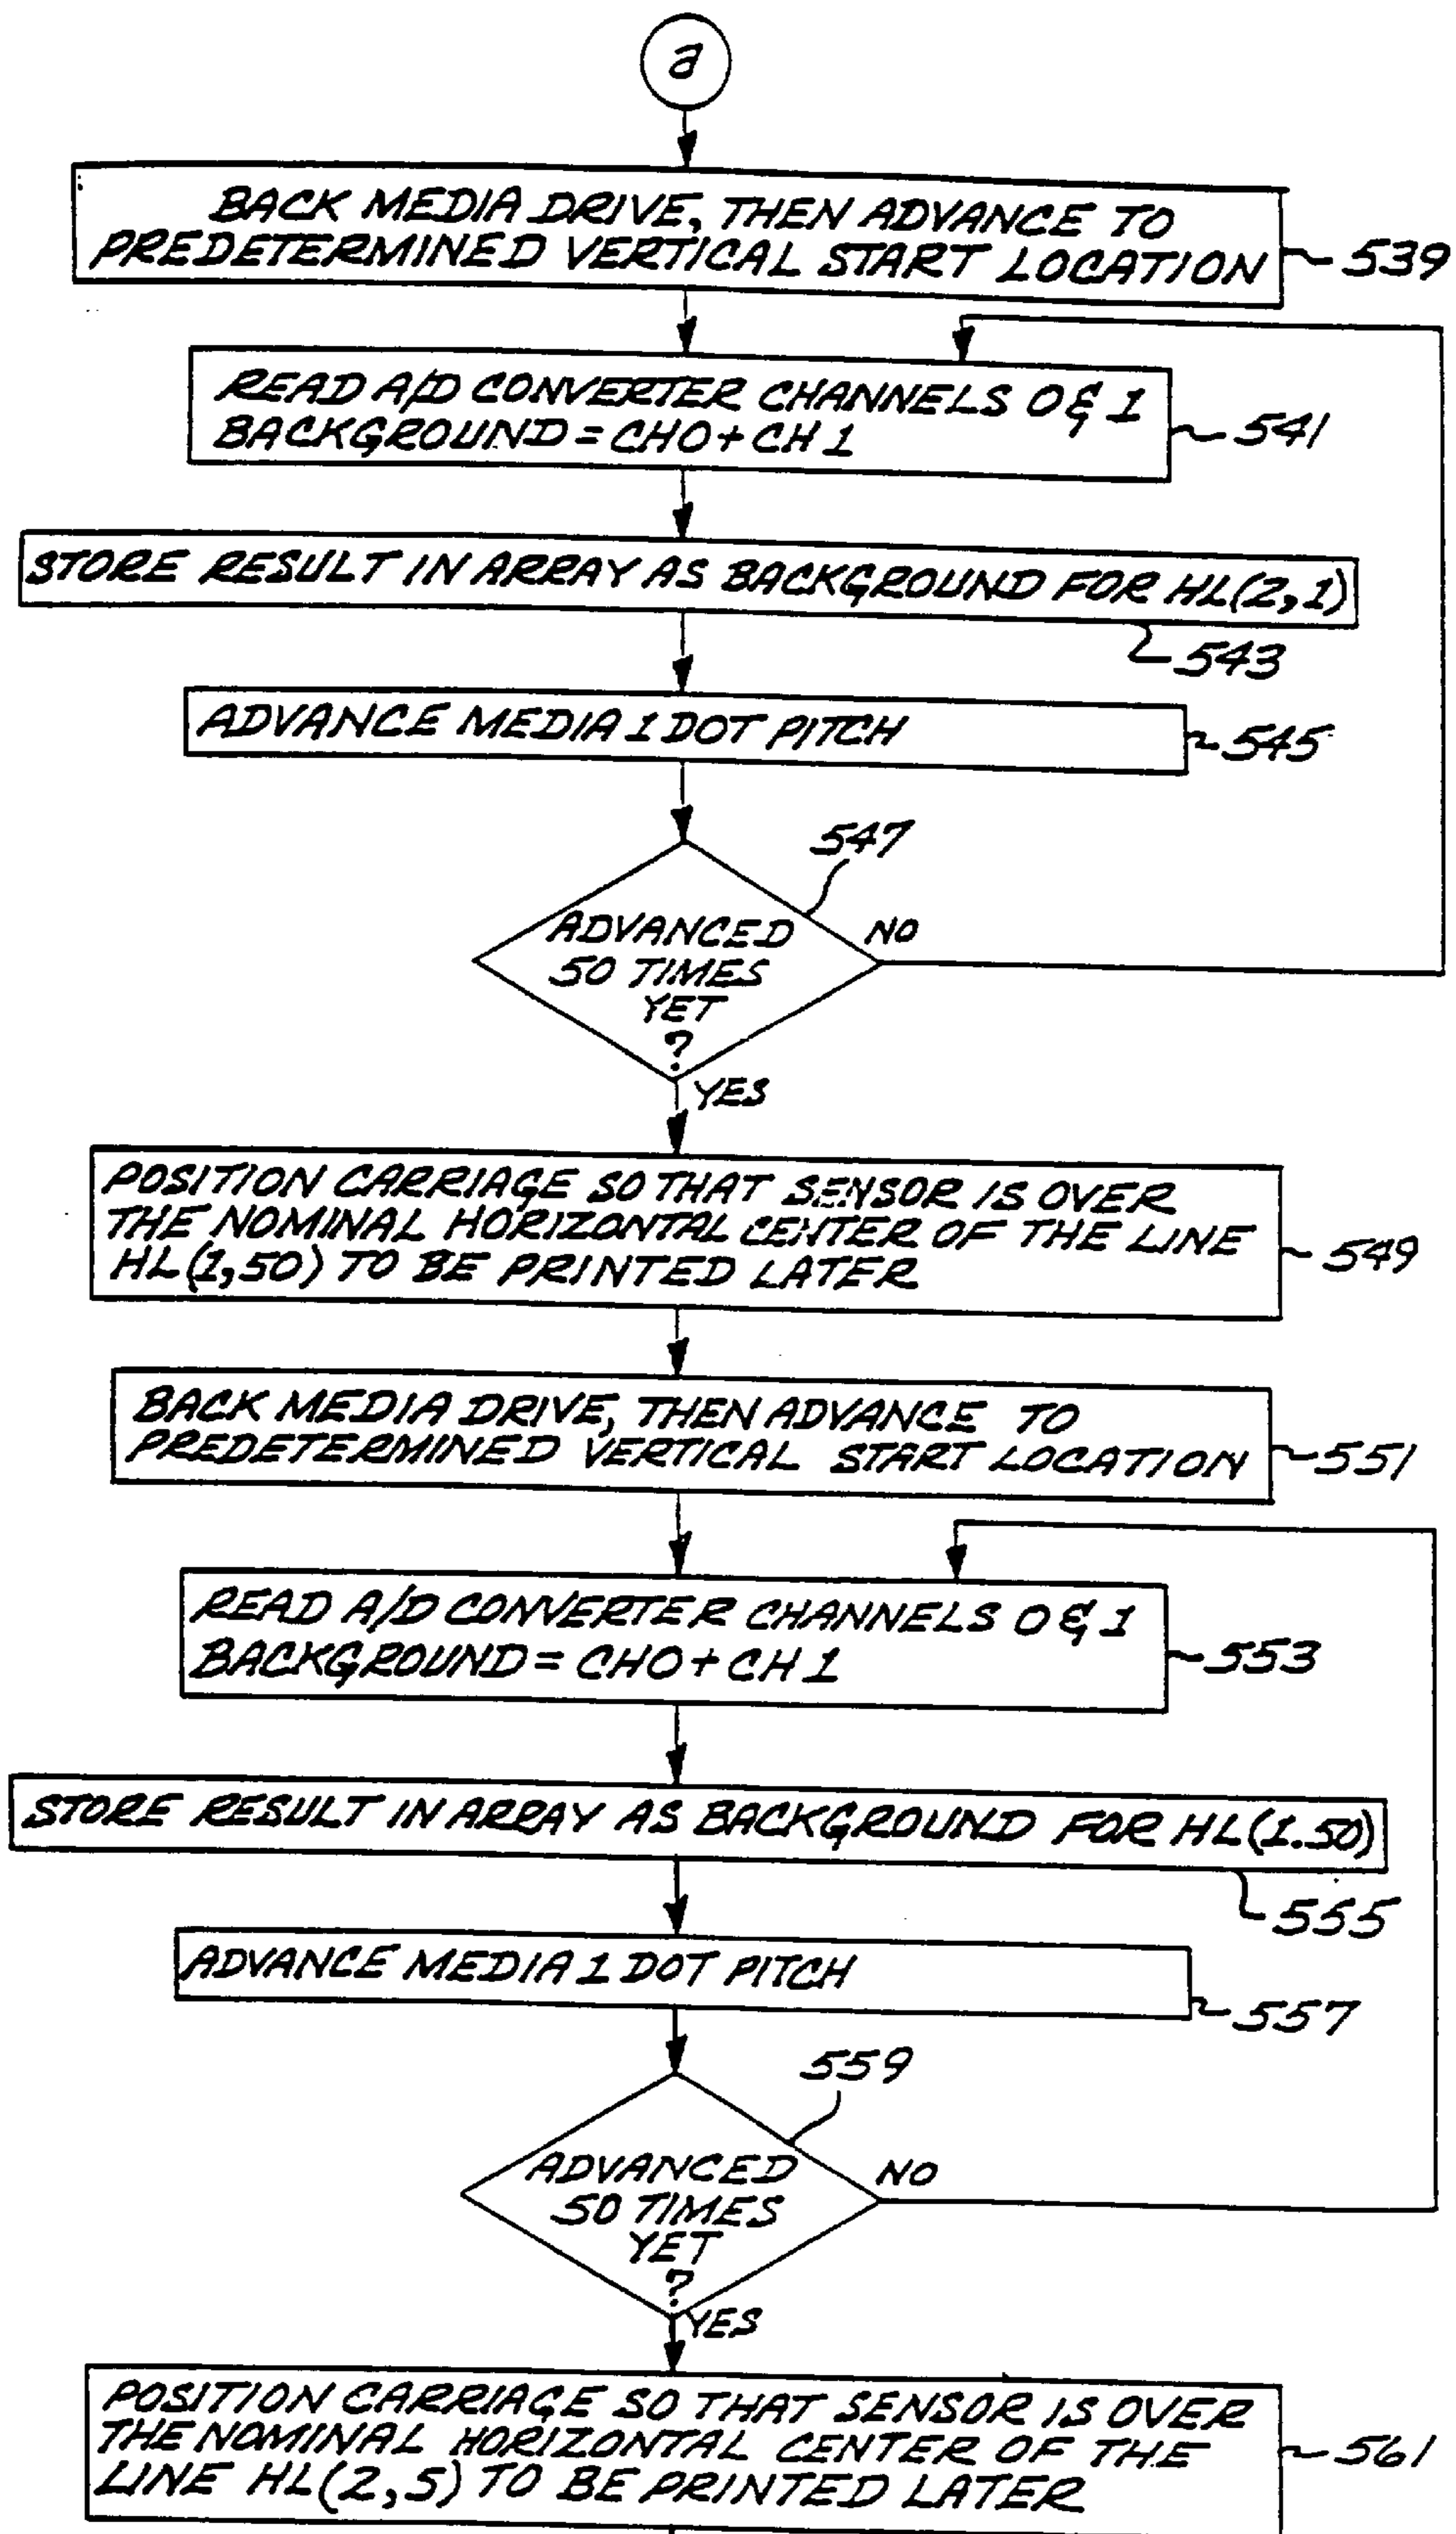 a
BACK MEDIA DRIVE, THEN ADVANCE TO
PREDETERMINED VERTICAL START LOCATION
539
READ A/D CONVERTER CHANNELS 0 & 1
BACKGROUND = CH0 + CH 1
541
STORE RESULT IN ARRAY AS BACKGROUND FOR HL(2,1)
543
ADVANCE MEDIA 1 DOT PITCH
545
547
ADVANCED
50 TIMES
YET
?
NO
YES
POSITION CARRIAGE SO THAT SENSOR IS OVER
THE NOMINAL HORIZONTAL CENTER OF THE LINE
HL(1,50) TO BE PRINTED LATER
549
BACK MEDIA DRIVE, THEN ADVANCE TO
PREDETERMINED VERTICAL START LOCATION
551
READ A/D CONVERTER CHANNELS 0 & 1
BACKGROUND = CH0 + CH 1
553
STORE RESULT IN ARRAY AS BACKGROUND FOR HL(1.50)
555
ADVANCE MEDIA 1 DOT PITCH
557
559
ADVANCED
50 TIMES
YET
?
NO
YES
POSITION CARRIAGE SO THAT SENSOR IS OVER
THE NOMINAL HORIZONTAL CENTER OF THE
LINE HL(2,5) TO BE PRINTED LATER
561